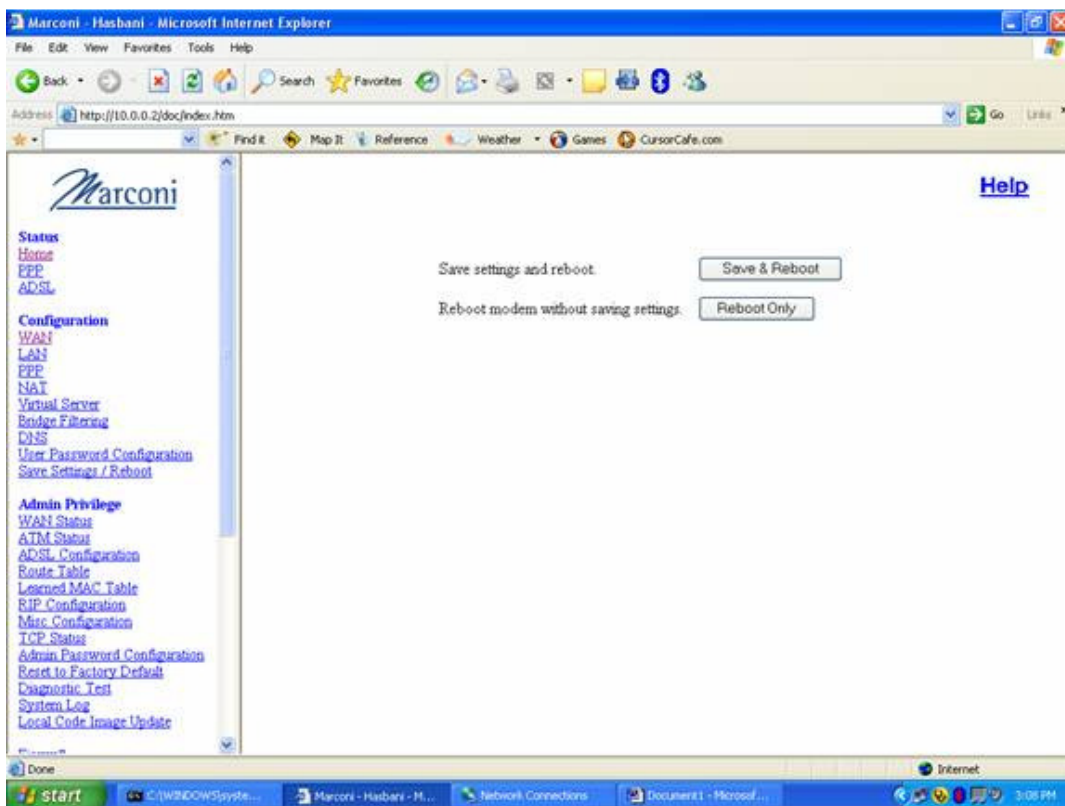 Marconi - Hasbani - Microsoft Internet Explorer
File Edit View Favorites Tools Help
Back Search Favorites
Address http://10.0.0.2/doc/index.htm Go Links
Find it Map It Reference Weather Games CursorCafe.com
Marconi
Help
Status
Home
PPP
ADSL
Save settings and reboot. Save & Reboot
Reboot modem without saving settings. Reboot Only
Configuration
WAN
LAN
PPP
NAT
Virtual Server
Bridge Filtering
DNS
User Password Configuration
Save Settings / Reboot
Admin Privilege
WAN Status
ATM Status
ADSL Configuration
Route Table
Learned MAC Table
RIP Configuration
Misc Configuration
TCP Status
Admin Password Configuration
Reset to Factory Default
Diagnostic Test
System Log
Local Code Image Update
Done Internet
start C:\WINDOWS\syste... Marconi - Hasbani - M... Network Connections Document1 - Microsof... 3:08 PM